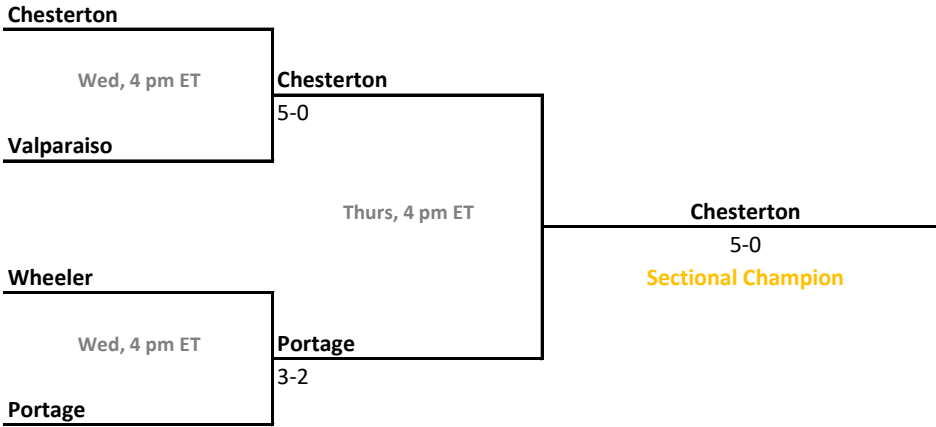 Chesterton
Wed, 4 pm ET
Chesterton
5-0
Valparaiso
Thurs, 4 pm ET
Chesterton
5-0
Sectional Champion
Wheeler
Wed, 4 pm ET
Portage
3-2
Portage